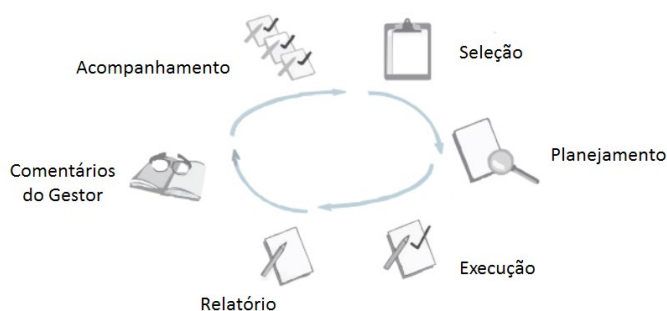 Acompanhamento
Seleção
Planejamento
Execução
Relatório
Comentários
do Gestor